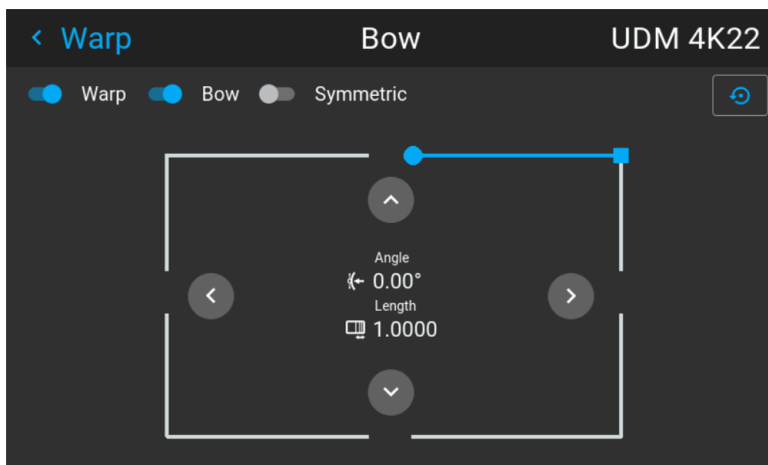 Warp Bow UDM 4K22
Warp Bow Symmetric
Angle
0.00°
Length
1.0000